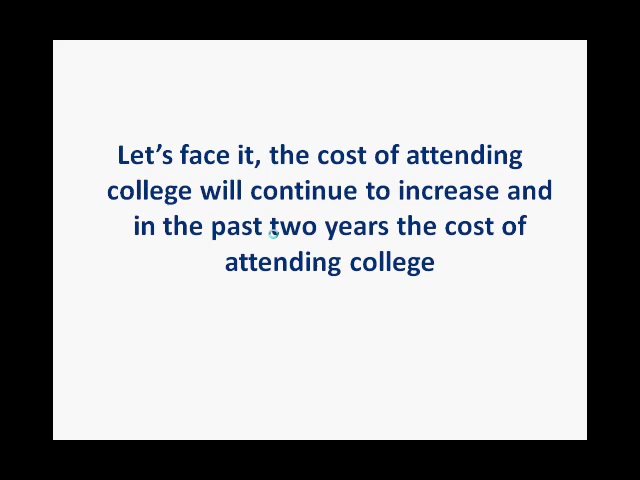 Let’s face it, the cost of attending
college will continue to increase and
in the past two years the cost of
attending college